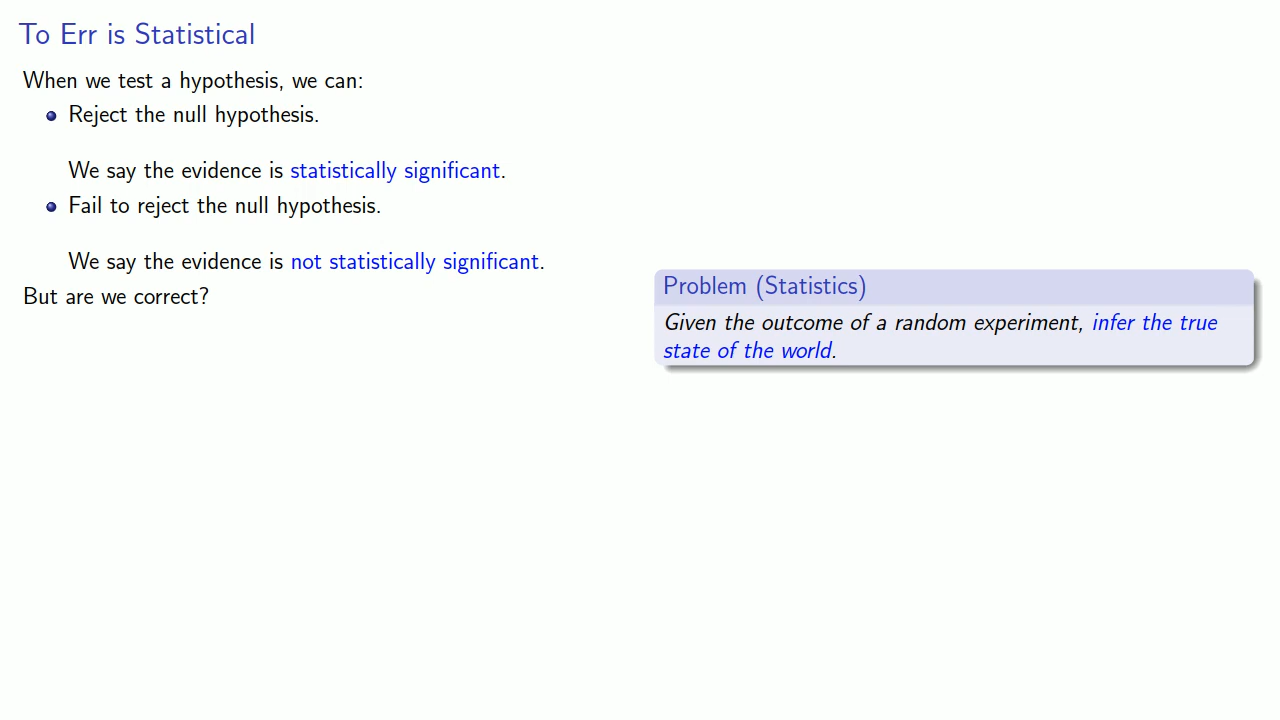 To Err is Statistical
When we test a hypothesis, we can:
Reject the null hypothesis.
We say the evidence is statistically significant.
Fail to reject the null hypothesis.
We say the evidence is not statistically significant.
But are we correct?
Problem (Statistics)
Given the outcome of a random experiment, infer the true
state of the world.